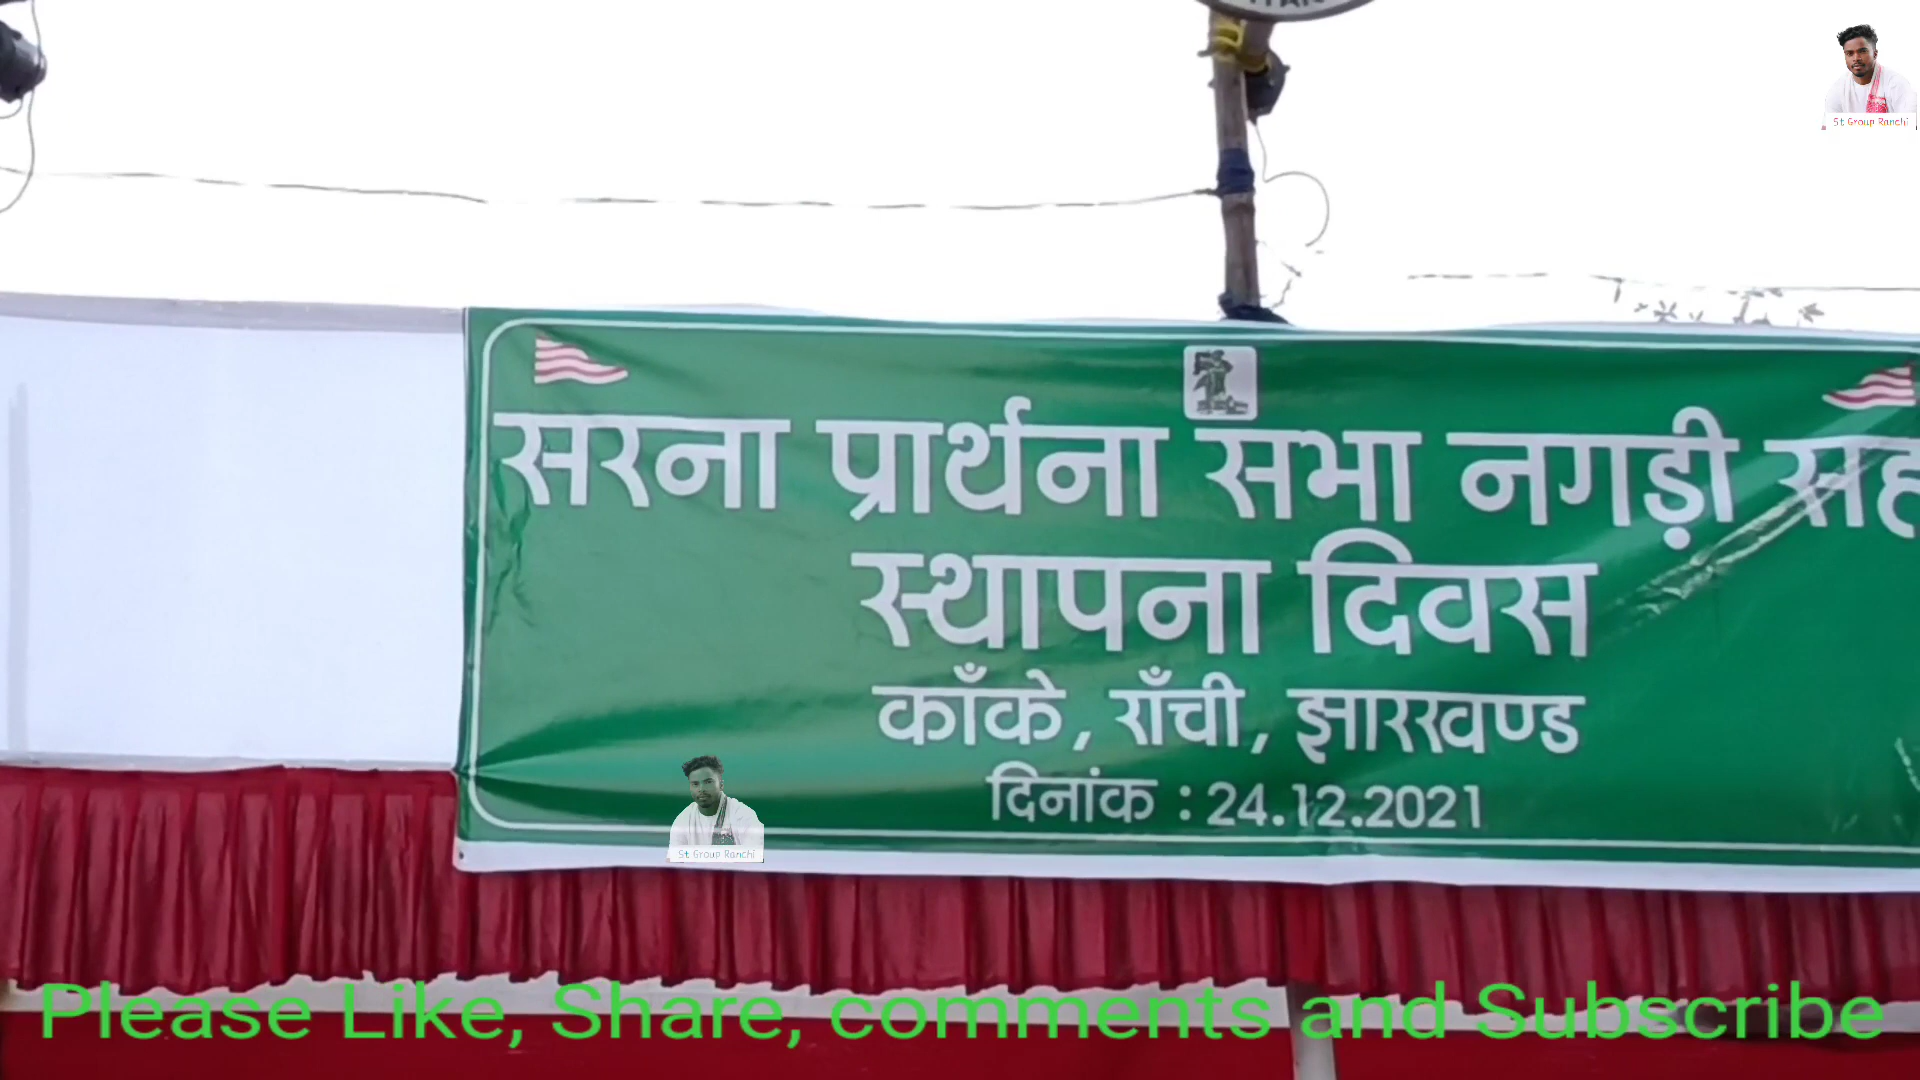 St Group Ranchi
सरना प्रार्थना सभा नगड़ी
स्थापना दिवस
काँके, राँची, झारखण्ड
दिनांक : 24.12.2021
St Group Ranchi
Please Like, Share, comments and Subscribe